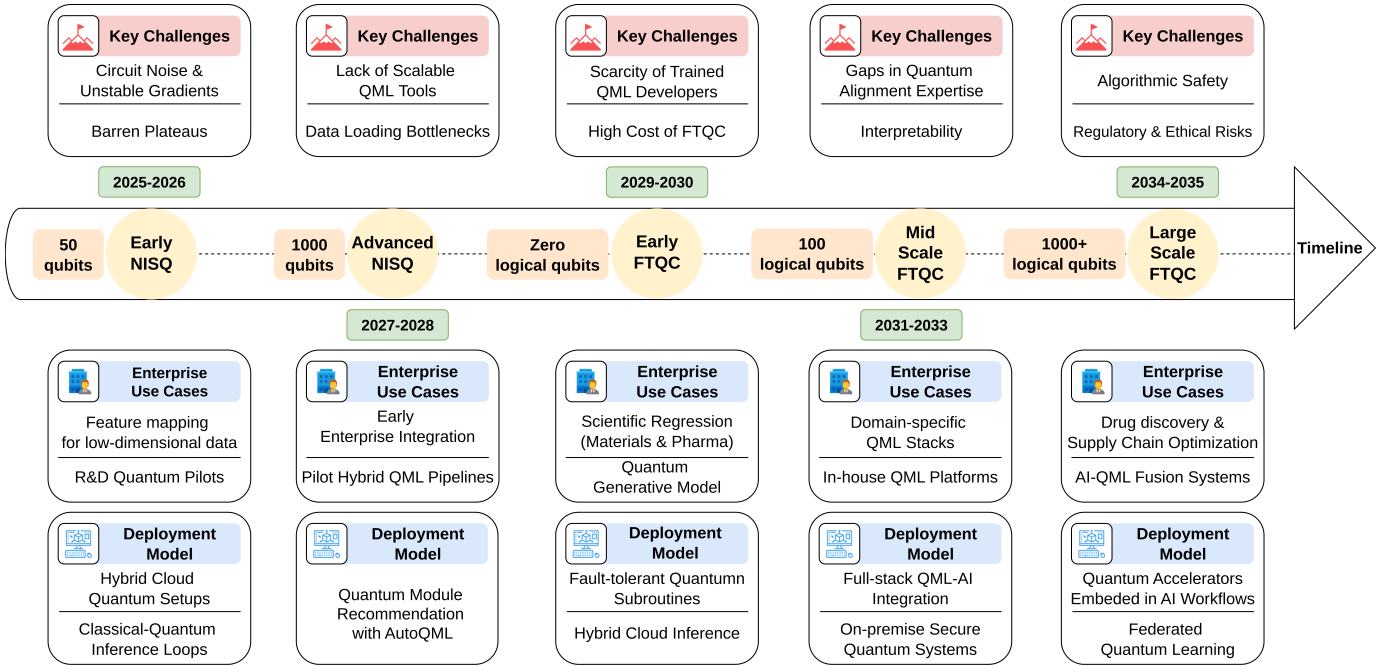 Key Challenges
Circuit Noise &
Unstable Gradients
Barren Plateaus
Key Challenges
Lack of Scalable
QML Tools
Data Loading Bottlenecks
Key Challenges
Scarcity of Trained
QML Developers
High Cost of FTQC
Key Challenges
Gaps in Quantum
Alignment Expertise
Interpretability
Key Challenges
Algorithmic Safety
Regulatory & Ethical Risks
2025-2026
2029-2030
2034-2035
50
qubits
Early
NISQ
1000
qubits
Advanced
NISQ
Zero
logical qubits
Early
FTQC
100
logical qubits
Mid
Scale
FTQC
1000+
logical qubits
Large
Scale
FTQC
Timeline
2027-2028
2031-2033
Enterprise
Use Cases
Feature mapping
for low-dimensional data
R&D Quantum Pilots
Enterprise
Use Cases
Early
Enterprise Integration
Pilot Hybrid QML Pipelines
Enterprise
Use Cases
Scientific Regression
(Materials & Pharma)
Quantum
Generative Model
Enterprise
Use Cases
Domain-specific
QML Stacks
In-house QML Platforms
Enterprise
Use Cases
Drug discovery &
Supply Chain Optimization
AI-QML Fusion Systems
Deployment
Model
Hybrid Cloud
Quantum Setups
Classical-Quantum
Inference Loops
Deployment
Model
Quantum Module
Recommendation
with AutoQML
Deployment
Model
Fault-tolerant Quantumn
Subroutines
Hybrid Cloud Inference
Deployment
Model
Full-stack QML-AI
Integration
On-premise Secure
Quantum Systems
Deployment
Model
Quantum Accelerators
Embeded in AI Workflows
Federated
Quantum Learning